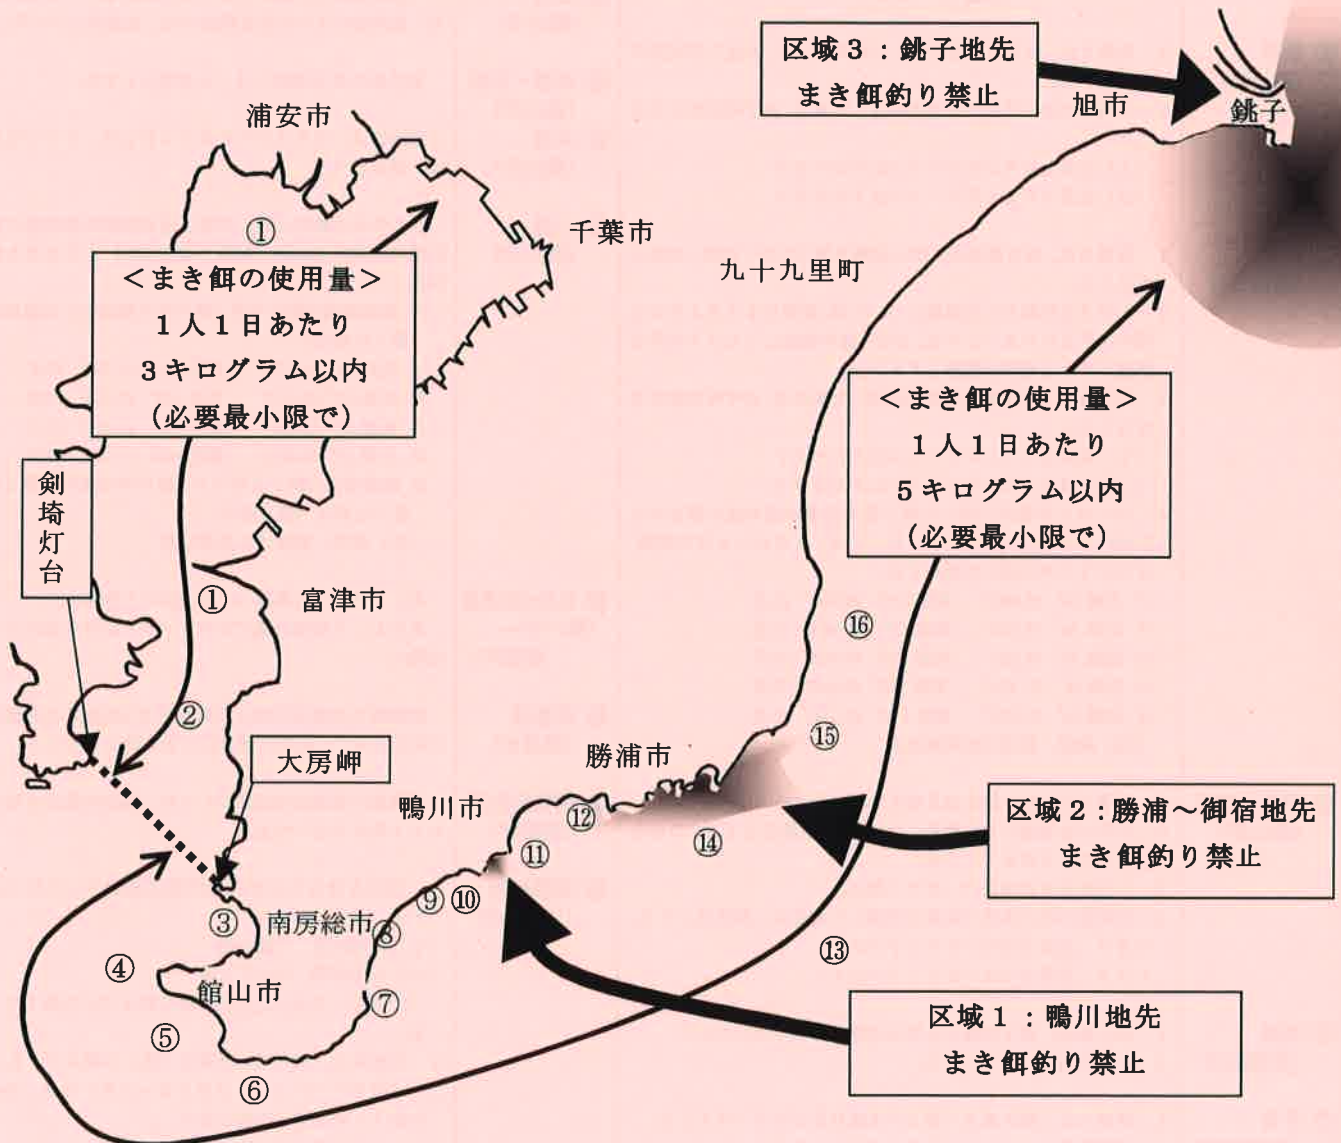 区域3:銚子地先
まき餌釣り禁止
旭市
銚子
浦安市
①
千葉市
九十九里町
<まき餌の使用量>
1人1日あたり
3キログラム以内
(必要最小限で)
<まき餌の使用量>
1人1日あたり
5キログラム以内
(必要最小限で)
剣埼灯台
①
富津市
⑯
②
⑮
大房岬
勝浦市
鴨川市
⑫
⑭
区域2:勝浦~御宿地先
まき餌釣り禁止
⑪
⑨
⑩
③
南房総市
⑧
⑬
④
館山市
⑦
⑤
⑥
区域1:鴨川地先
まき餌釣り禁止